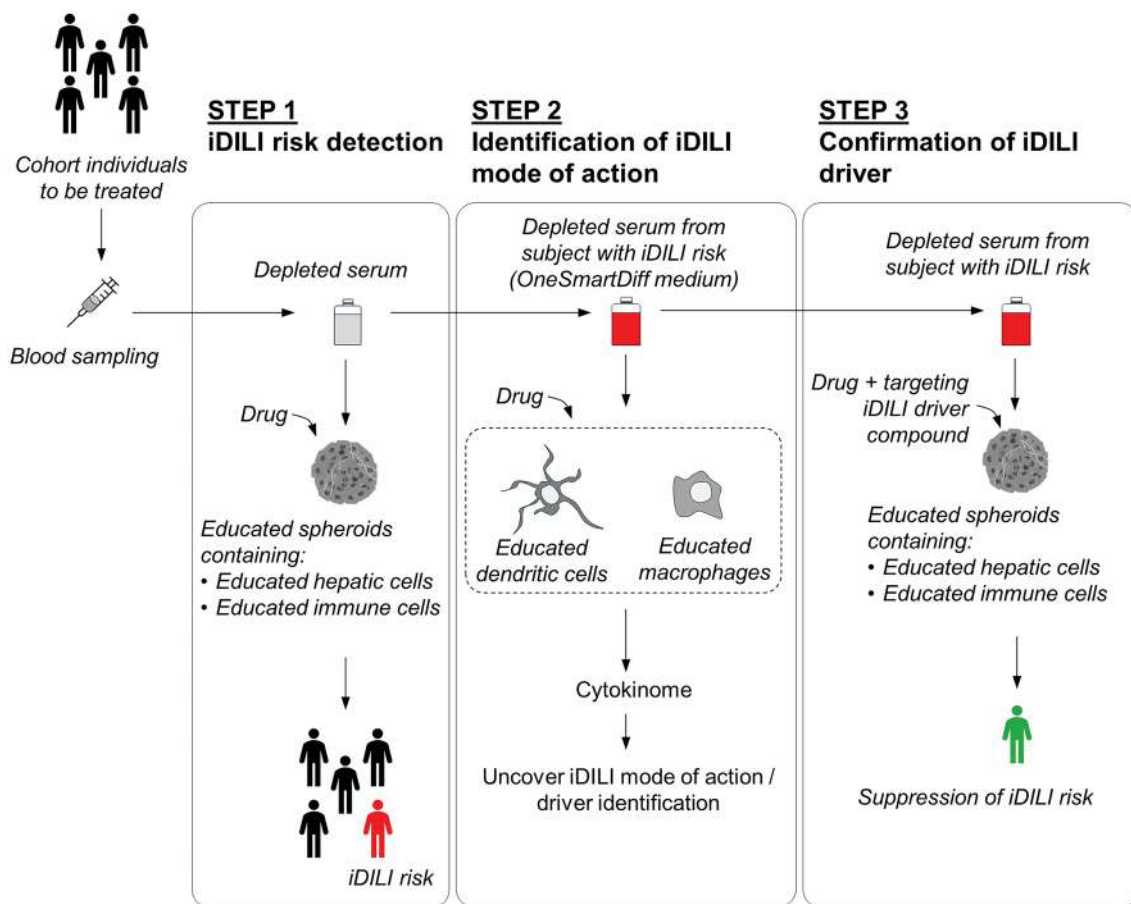 Cohort individuals
to be treated
Blood sampling
STEP 1
iDILI risk detection
Depleted serum
Drug
Educated spheroids
containing:
• Educated hepatic cells
• Educated immune cells
iDILI risk
STEP 2
Identification of iDILI
mode of action
Depleted serum from
subject with iDILI risk
(OneSmartDiff medium)
Drug
Educated
dendritic cells
Educated
macrophages
Cytokinome
Uncover iDILI mode of action /
driver identification
STEP 3
Confirmation of iDILI
driver
Depleted serum from
subject with iDILI risk
Drug + targeting
iDILI driver
compound
Educated spheroids
containing:
• Educated hepatic cells
• Educated immune cells
Suppression of iDILI risk